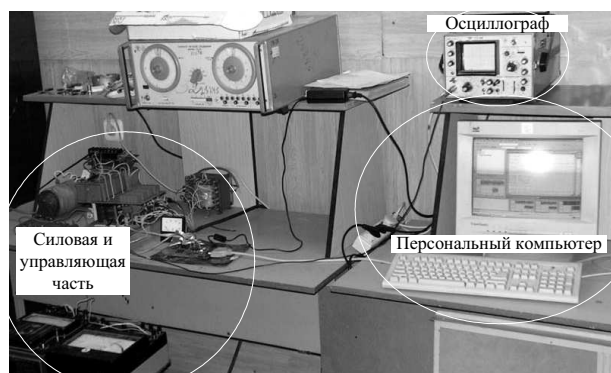 Осциллограф
Силовая и
управляющая
часть
Персональный компьютер